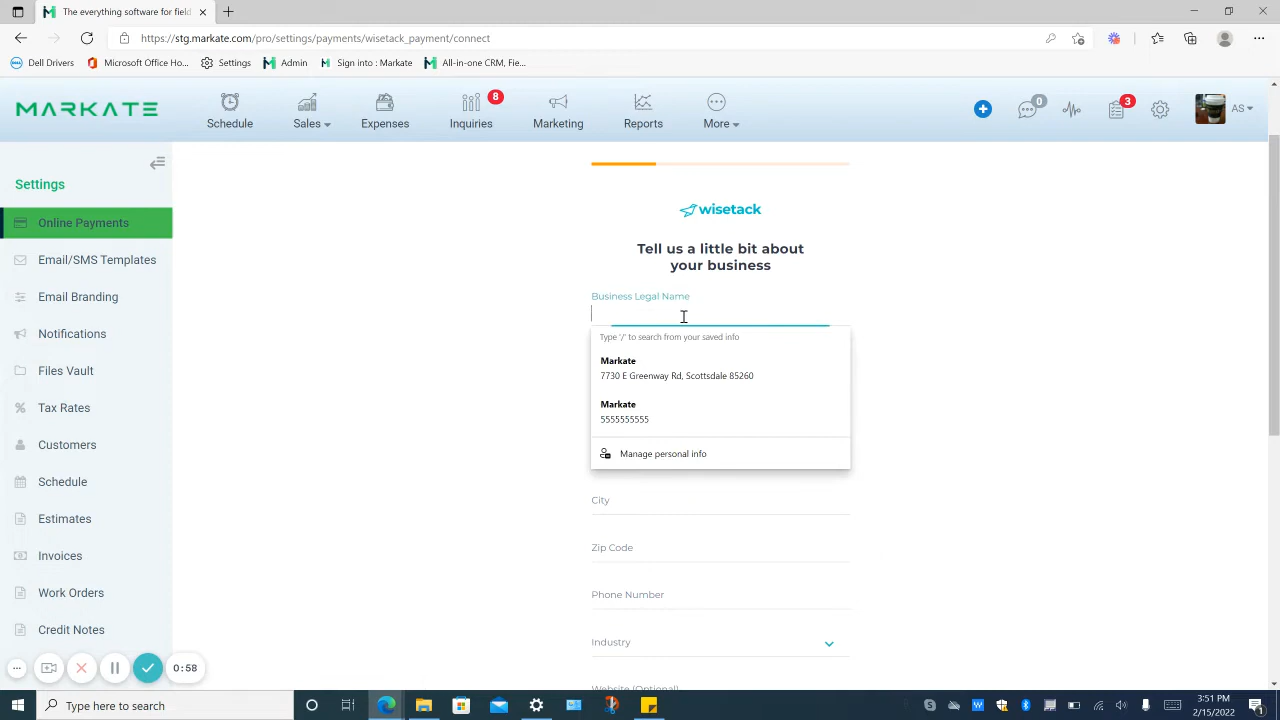 The everything software for field
https://stg.markate.com/pro/settings/payments/wisetack_payment/connect
Dell Drivers
Microsoft Office Ho...
Settings
Admin
Sign into : Markate
All-in-one CRM, Fie...
MARKATE
Schedule
Sales
Expenses
8
Inquiries
Marketing
Reports
More
0
3
AS
Settings
Online Payments
Email/SMS Templates
Email Branding
Notifications
Files Vault
Tax Rates
Customers
Schedule
Estimates
Invoices
Work Orders
Credit Notes
wisetack
Tell us a little bit about
your business
Business Legal Name
Type '/' to search from your saved info
Markate
7730 E Greenway Rd, Scottsdale 85260
Markate
5555555555
Manage personal info
City
Zip Code
Phone Number
Industry
Website (Optional)
0:58
Type here to search
3:51 PM
2/15/2022